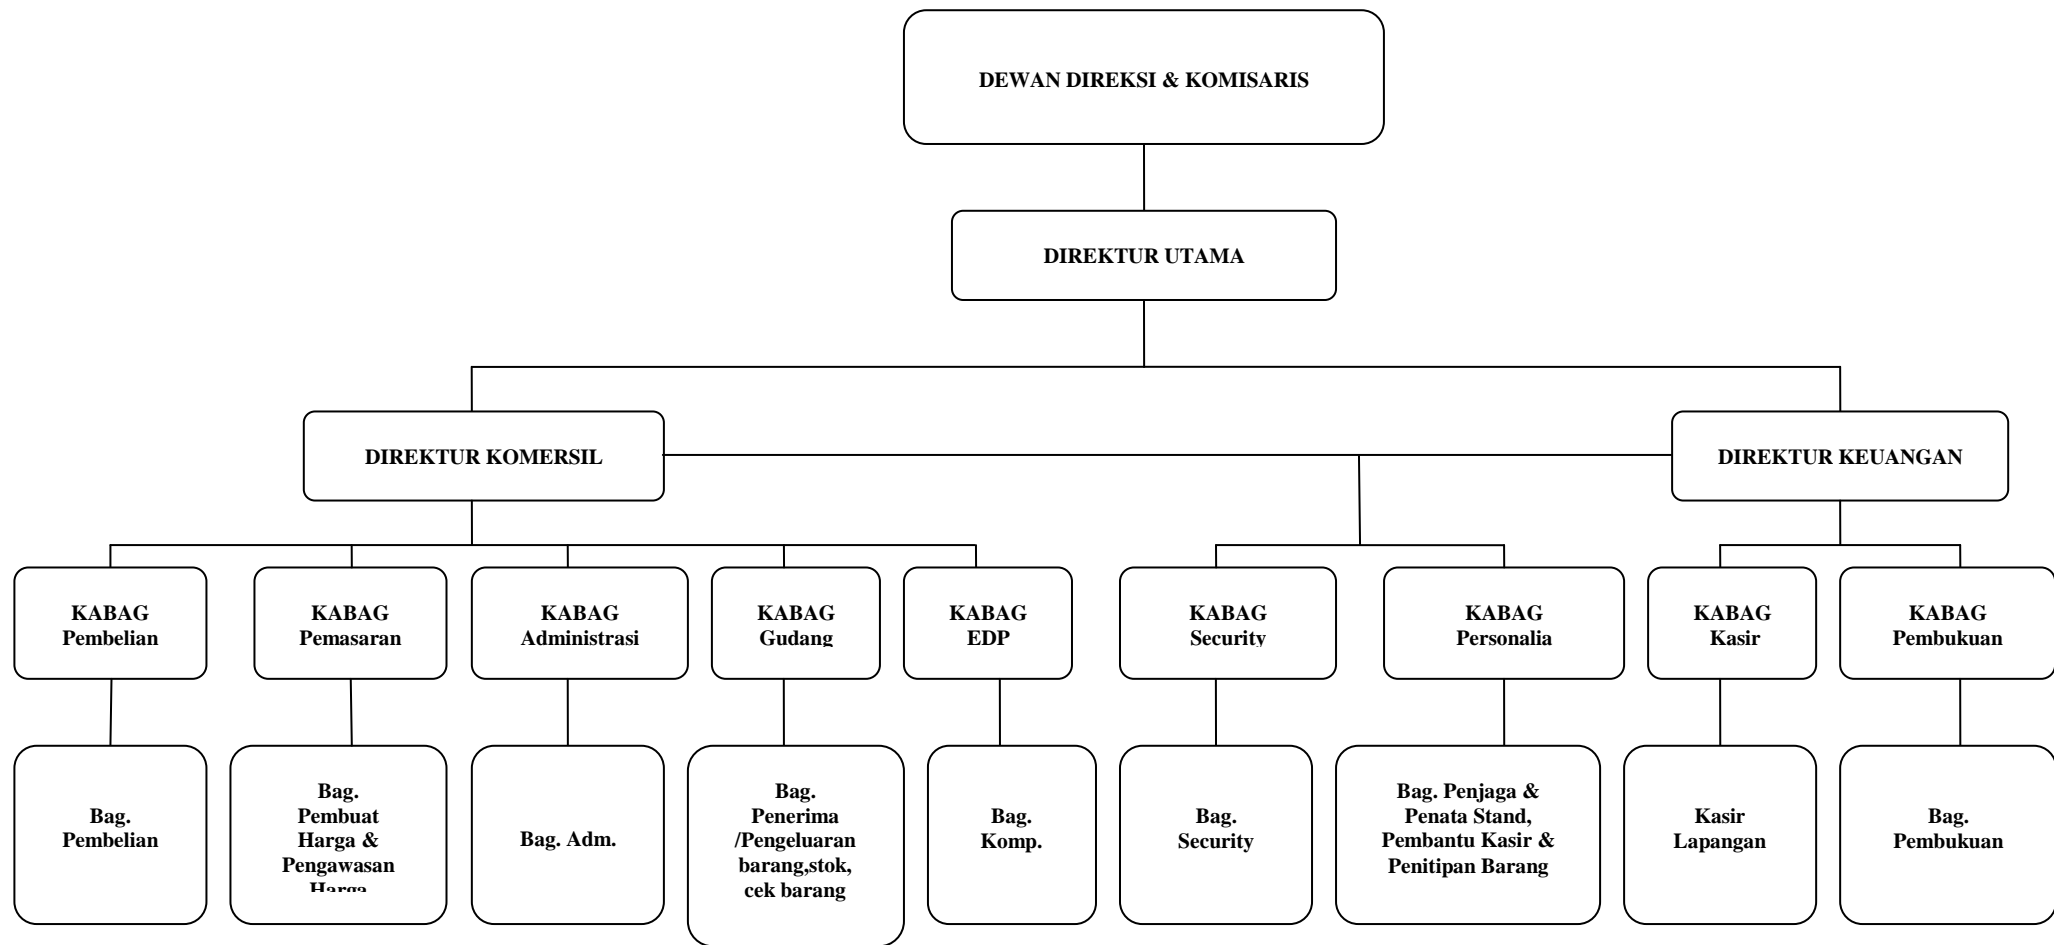 DEWAN DIREKSI & KOMISARIS
DIREKTUR UTAMA
DIREKTUR KOMERSIL
DIREKTUR KEUANGAN
KABAG
Pembelian
KABAG
Pemasaran
KABAG
Administrasi
KABAG
Gudang
KABAG
EDP
KABAG
Security
KABAG
Personalia
KABAG
Kasir
KABAG
Pembukuan
Bag.
Pembelian
Bag.
Pembuat
Harga &
Pengawasan
Harga
Bag. Adm.
Bag.
Penerima
/Pengeluaran
barang,stok,
cek barang
Bag.
Komp.
Bag.
Security
Bag. Penjaga &
Penata Stand,
Pembantu Kasir &
Penitipan Barang
Kasir
Lapangan
Bag.
Pembukuan